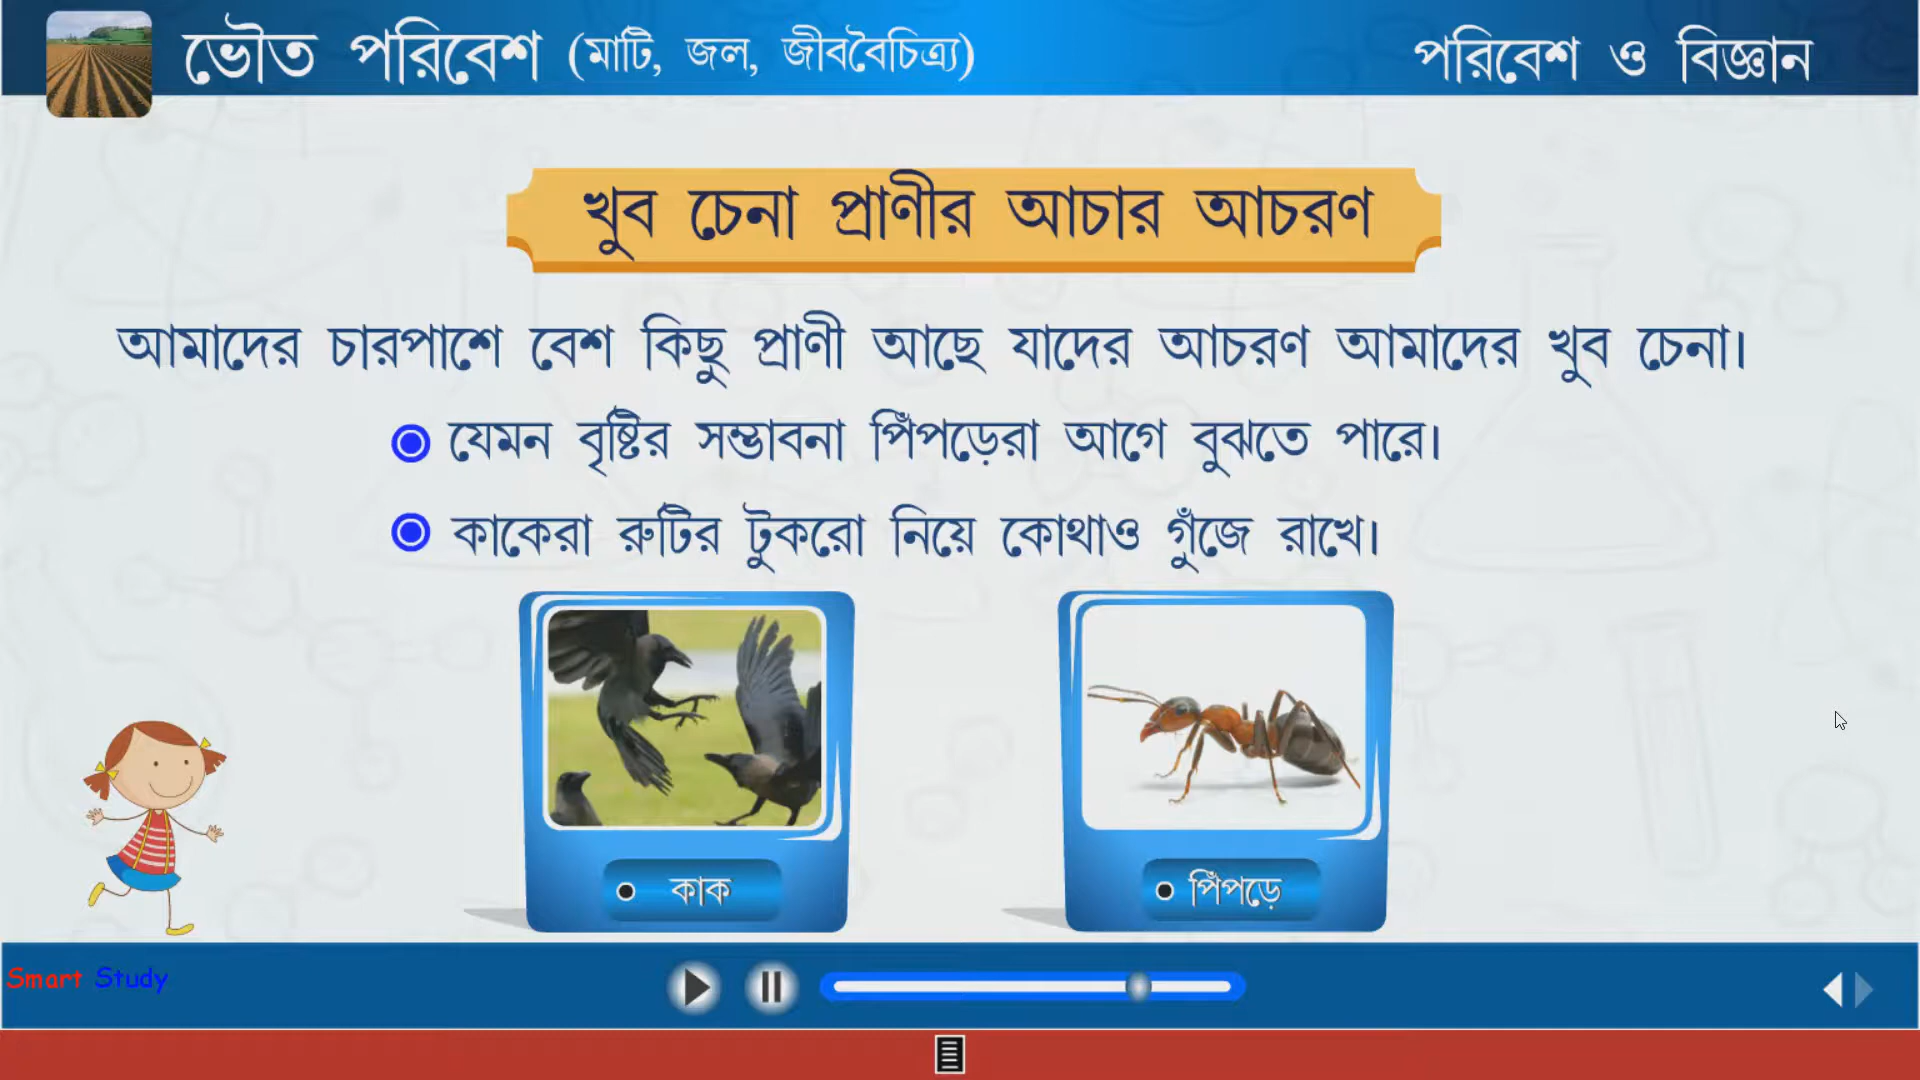 ভৌত পরিবেশ (মাটি, জল, জীববৈচিত্র্য)
পরিবেশ ও বিজ্ঞান
খুব চেনা প্রাণীর আচার আচরণ
আমাদের চারপাশে বেশ কিছু প্রাণী আছে যাদের আচরণ আমাদের খুব চেনা।
যেমন বৃষ্টির সম্ভাবনা পিঁপড়েরা আগে বুঝতে পারে।
কাকেরা রুটির টুকরো নিয়ে কোথাও গুঁজে রাখে।
• কাক
• পিঁপড়ে
Smart Study